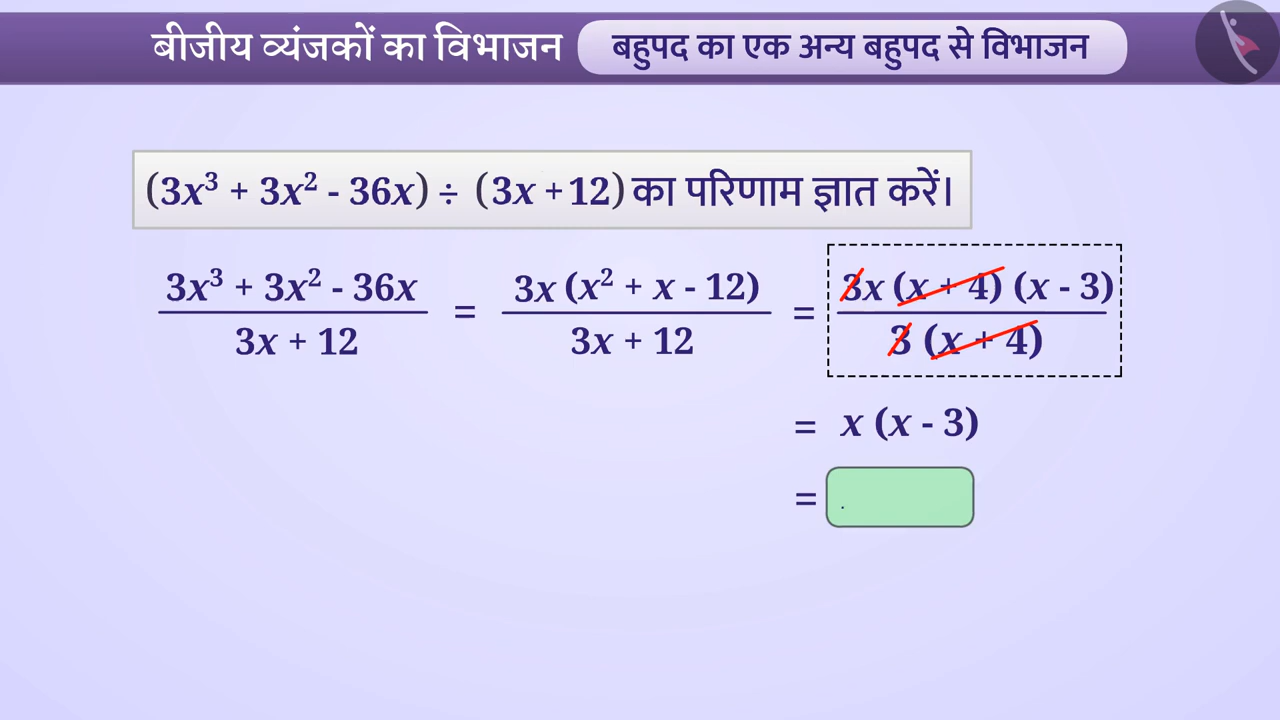 बीजीय व्यंजकों का विभाजन बहुपद का एक अन्य बहुपद से विभाजन
(3x³ + 3x² - 36x) ÷ (3x + 12) का परिणाम ज्ञात करें।
3x³ + 3x² - 36x / 3x + 12 = 3x (x² + x - 12) / 3x + 12 = 3x (x + 4) (x - 3) / 3 (x + 4)
= x (x - 3)
= .